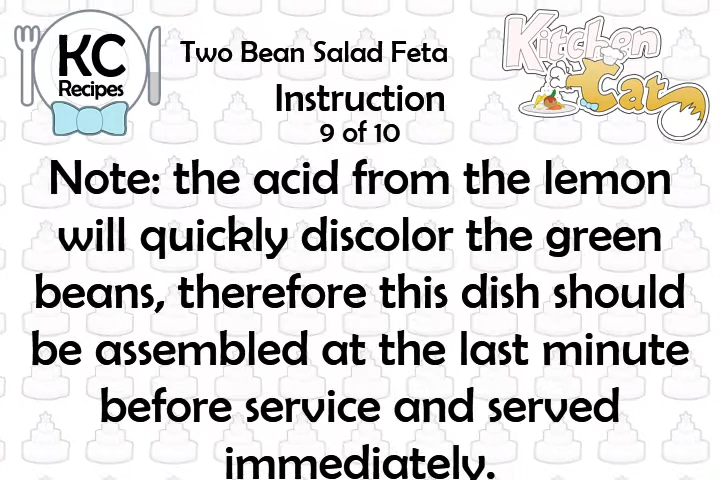 KC
Recipes
Two Bean Salad Feta
Kitchen
Cat
Instruction
9 of 10
Note: the acid from the lemon
will quickly discolor the green
beans, therefore this dish should
be assembled at the last minute
before service and served
immediately.